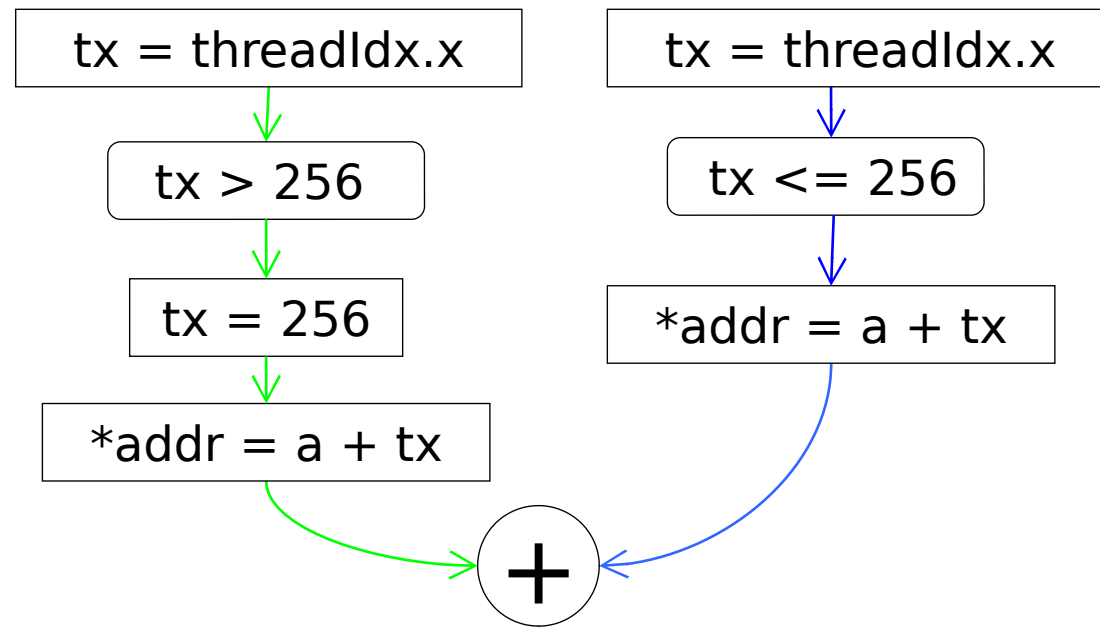 tx = threadIdx.x
tx > 256
tx = 256
*addr = a + tx
tx = threadIdx.x
tx <= 256
*addr = a + tx
+